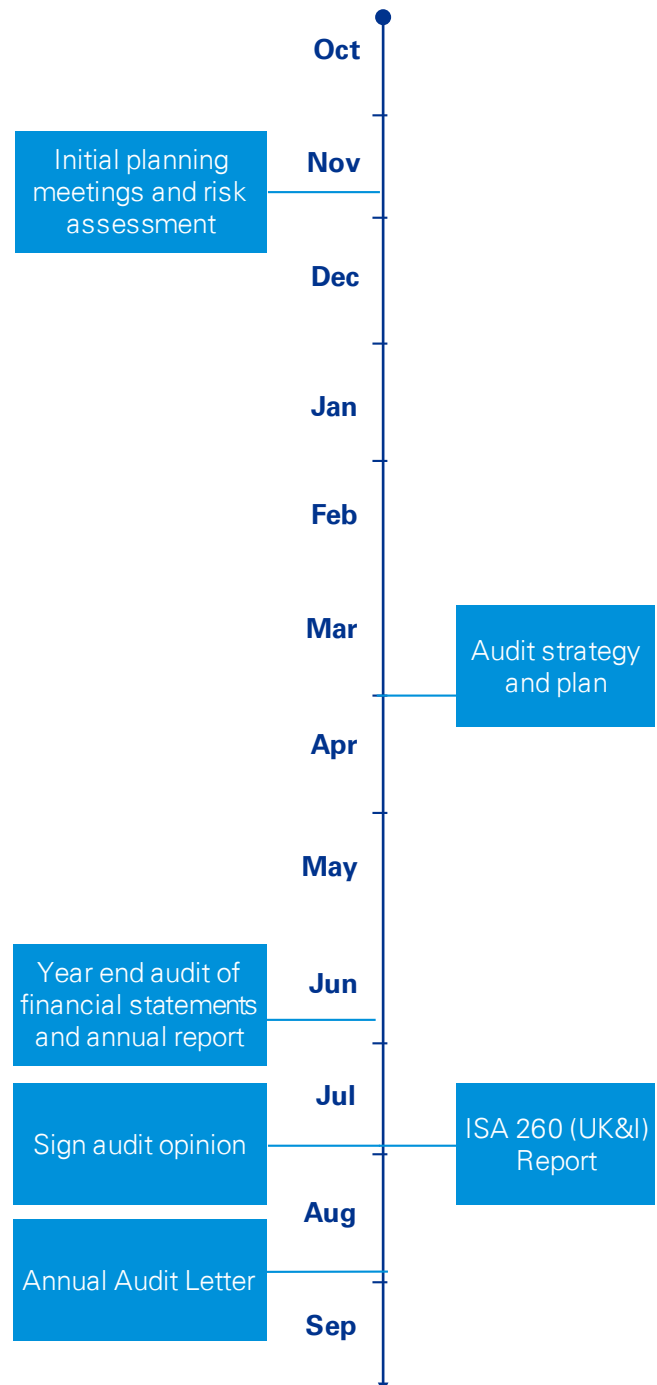 Oct
Initial planning
meetings and risk
assessment
Nov
Dec
Jan
Feb
Mar
Audit strategy
and plan
Apr
May
Year end audit of
financial statements
and annual report
Jun
Jul
Sign audit opinion
ISA 260 (UK&I)
Report
Aug
Annual Audit Letter
Sep